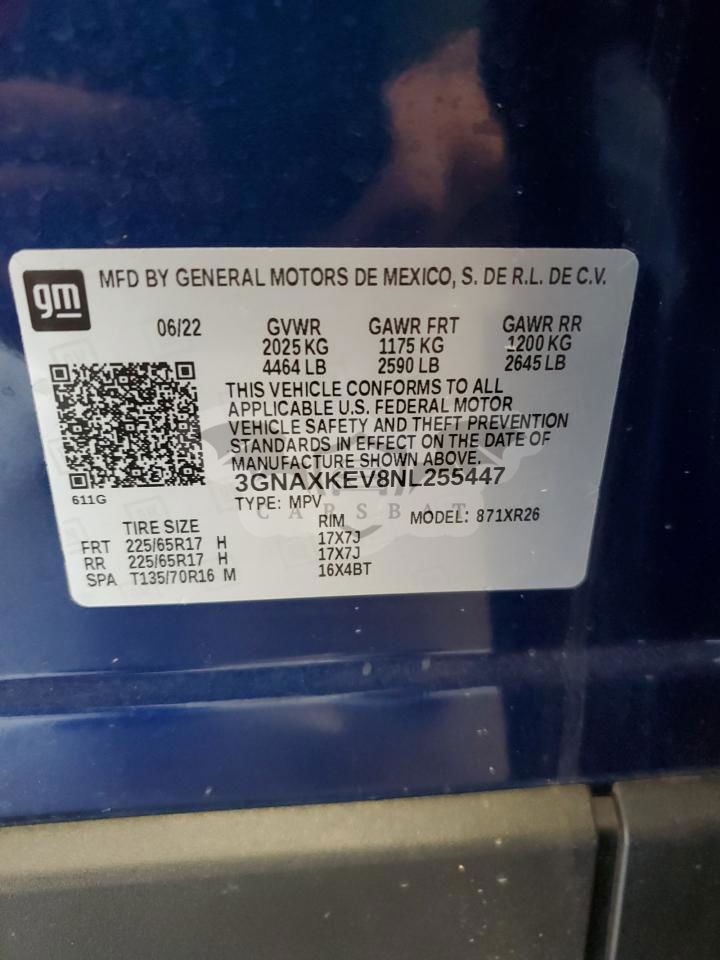 gm
MFD BY GENERAL MOTORS DE MEXICO, S. DE R.L. DE C.V.
06/22 GVWR GAWR FRT GAWR RR
2025 KG 1175 KG 1200 KG
4464 LB 2590 LB 2645 LB
THIS VEHICLE CONFORMS TO ALL
APPLICABLE U.S. FEDERAL MOTOR
VEHICLE SAFETY AND THEFT PREVENTION
STANDARDS IN EFFECT ON THE DATE OF
MANUFACTURE SHOWN ABOVE.
3GNAXKEV8NL255447
611G
TYPE: MPV
CARSBAT
MODEL: 871XR26
TIRE SIZE RIM
FRT 225/65R17 H 17X7J
RR 225/65R17 H 17X7J
SPA T135/70R16 M 16X4BT